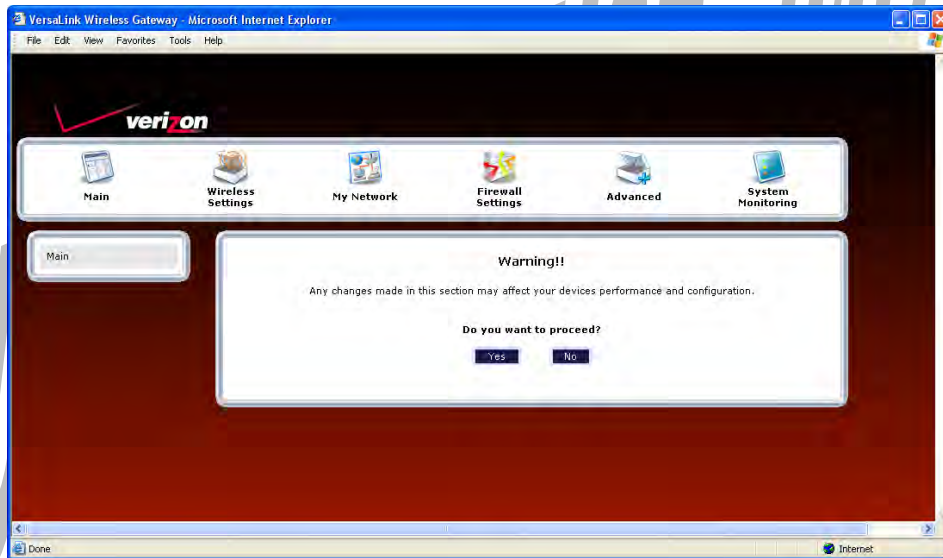 VersaLink Wireless Gateway - Microsoft Internet Explorer
File Edit View Favorites Tools Help
verizon
Main
Wireless Settings
My Network
Firewall Settings
Advanced
System Monitoring
Main
Warning!!
Any changes made in this section may affect your devices performance and configuration.
Do you want to proceed?
Yes No
Done Internet